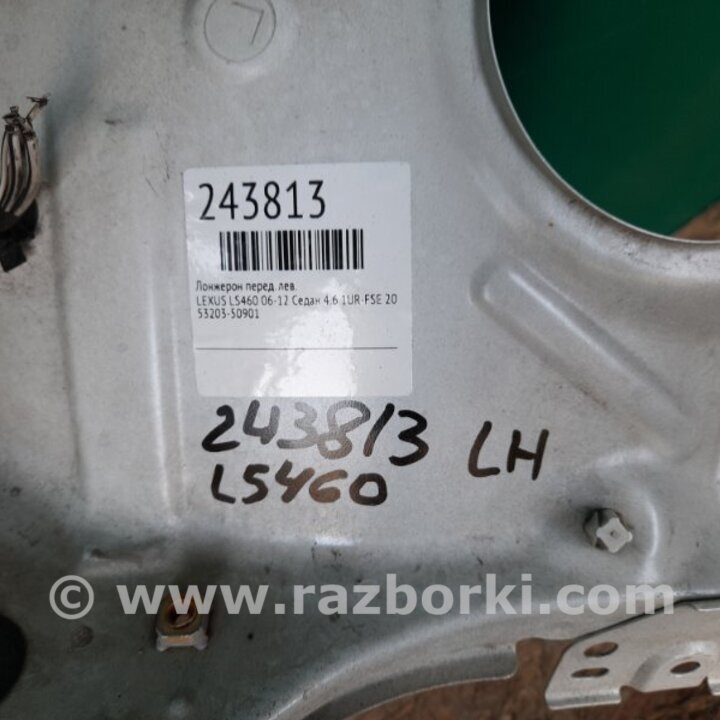 243813
Лонжерон перед. лев.
LEXUS LS460 06-12 Седан 4.6 1UR-FSE 20
53203-50901
243813 LH
LS460
© www.razborki.com